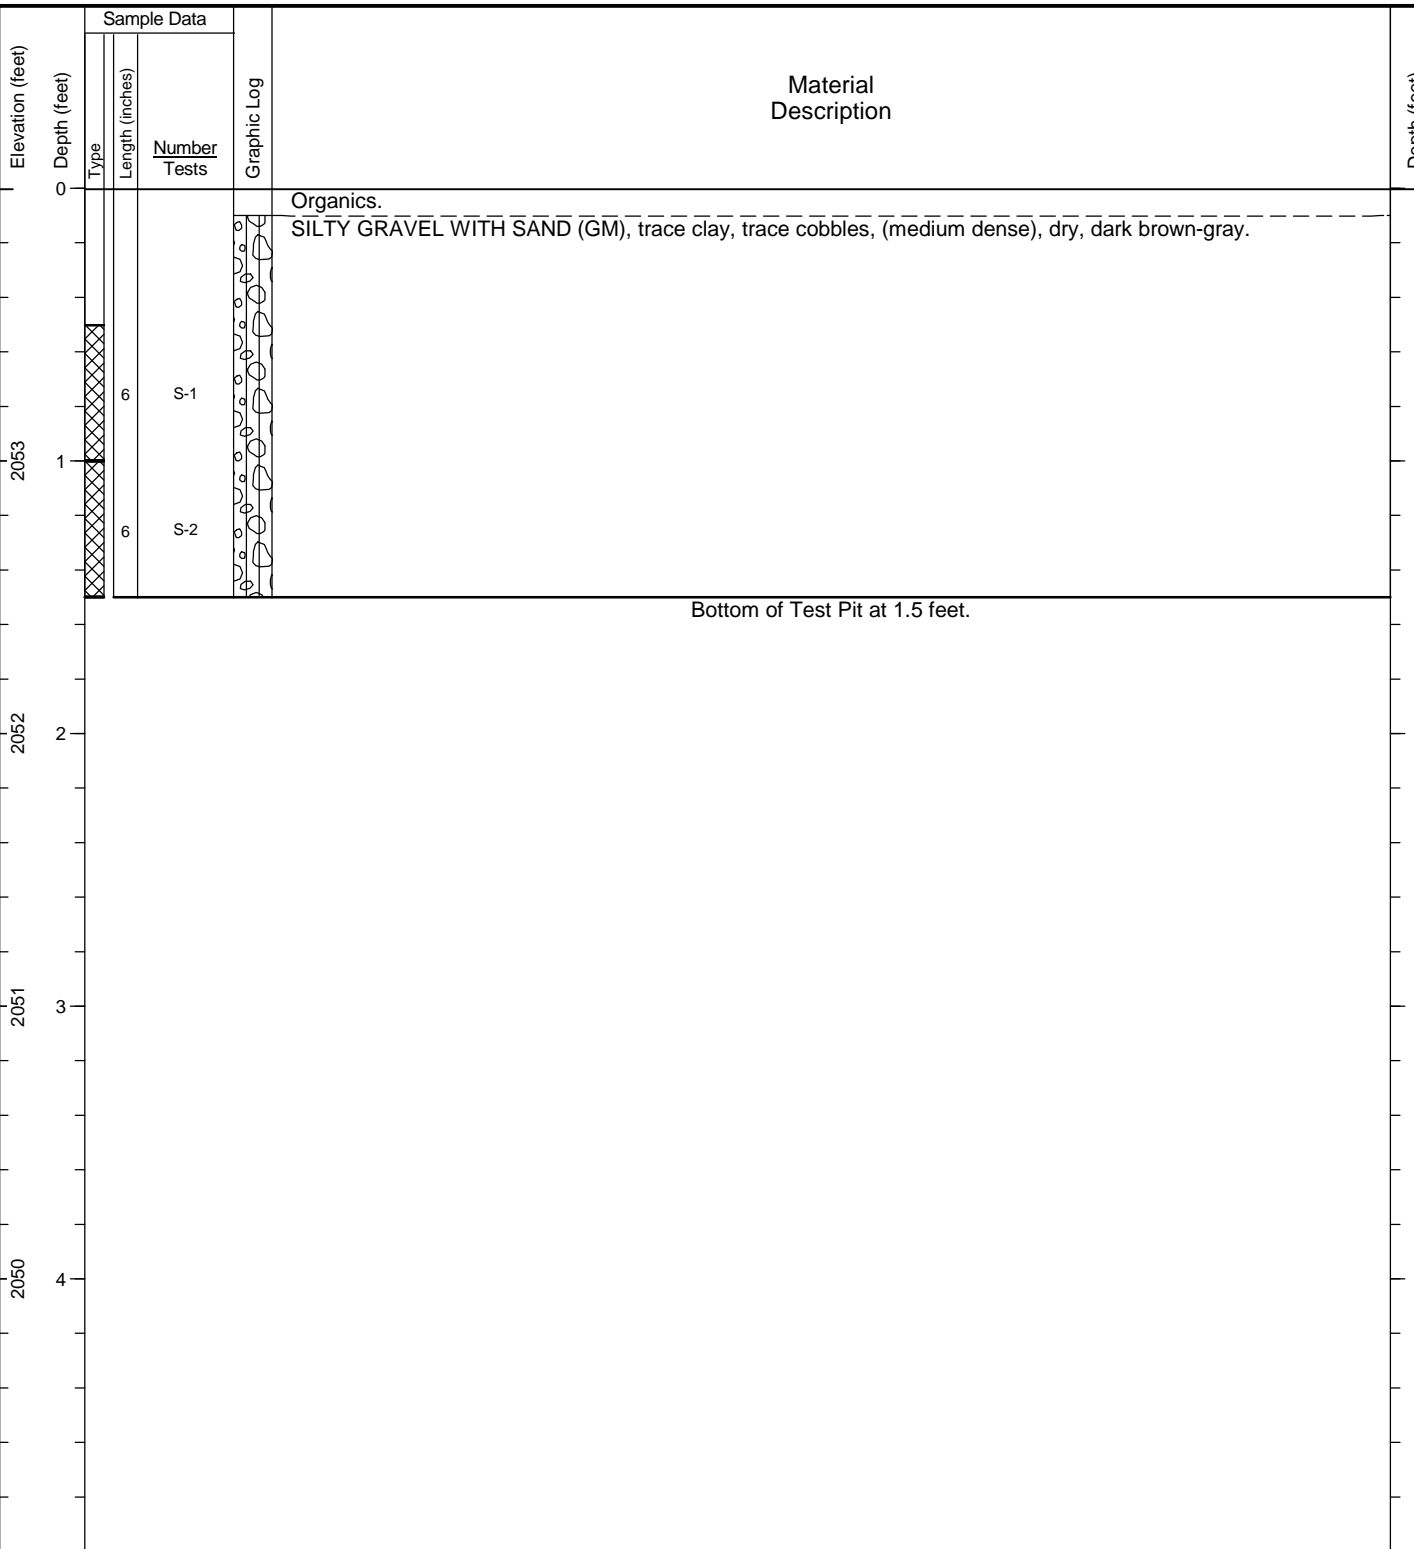 Sample Data
Elevation (feet)
Depth (feet)
Type
Length (inches)
Number
Tests
Graphic Log
Material
Description
Depth (feet)
0
Organics.
SILTY GRAVEL WITH SAND (GM), trace clay, trace cobbles, (medium dense), dry, dark brown-gray.
6 S-1
2053 1
6 S-2
Bottom of Test Pit at 1.5 feet.
2052 2
2051 3
2050 4